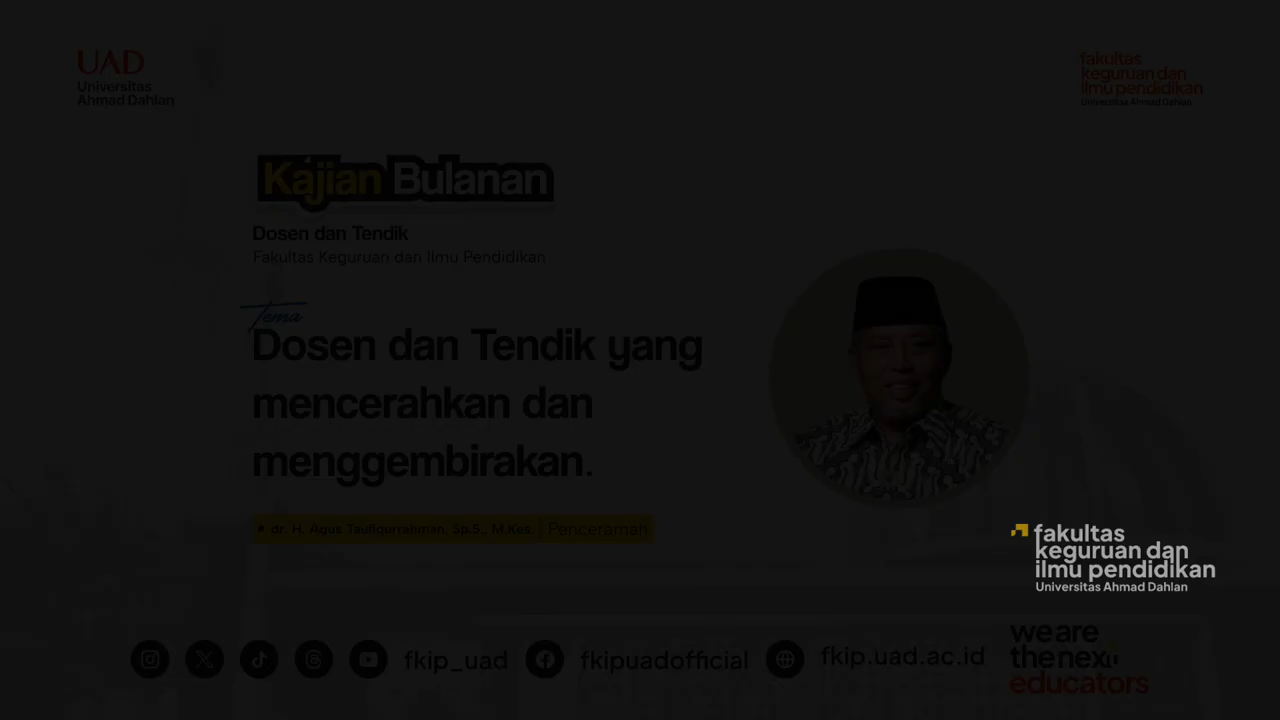 UAD
Universitas
Ahmad Dahlan
fakultas
keguruan dan
ilmu pendidikan
Universitas Ahmad Dahlan
Kajian Bulanan
Dosen dan Tendik
Fakultas Keguruan dan Ilmu Pendidikan
Tema
Dosen dan Tendik yang
mencerahkan dan
menggembirakan.
dr. H. Agus Taufiqurrahman, Sp.S., M.Kes. | Penceramah
fakultas
keguruan dan
ilmu pendidikan
Universitas Ahmad Dahlan
fkip_uad
fkipuadofficial
fkip.uad.ac.id
we are
the next
educators